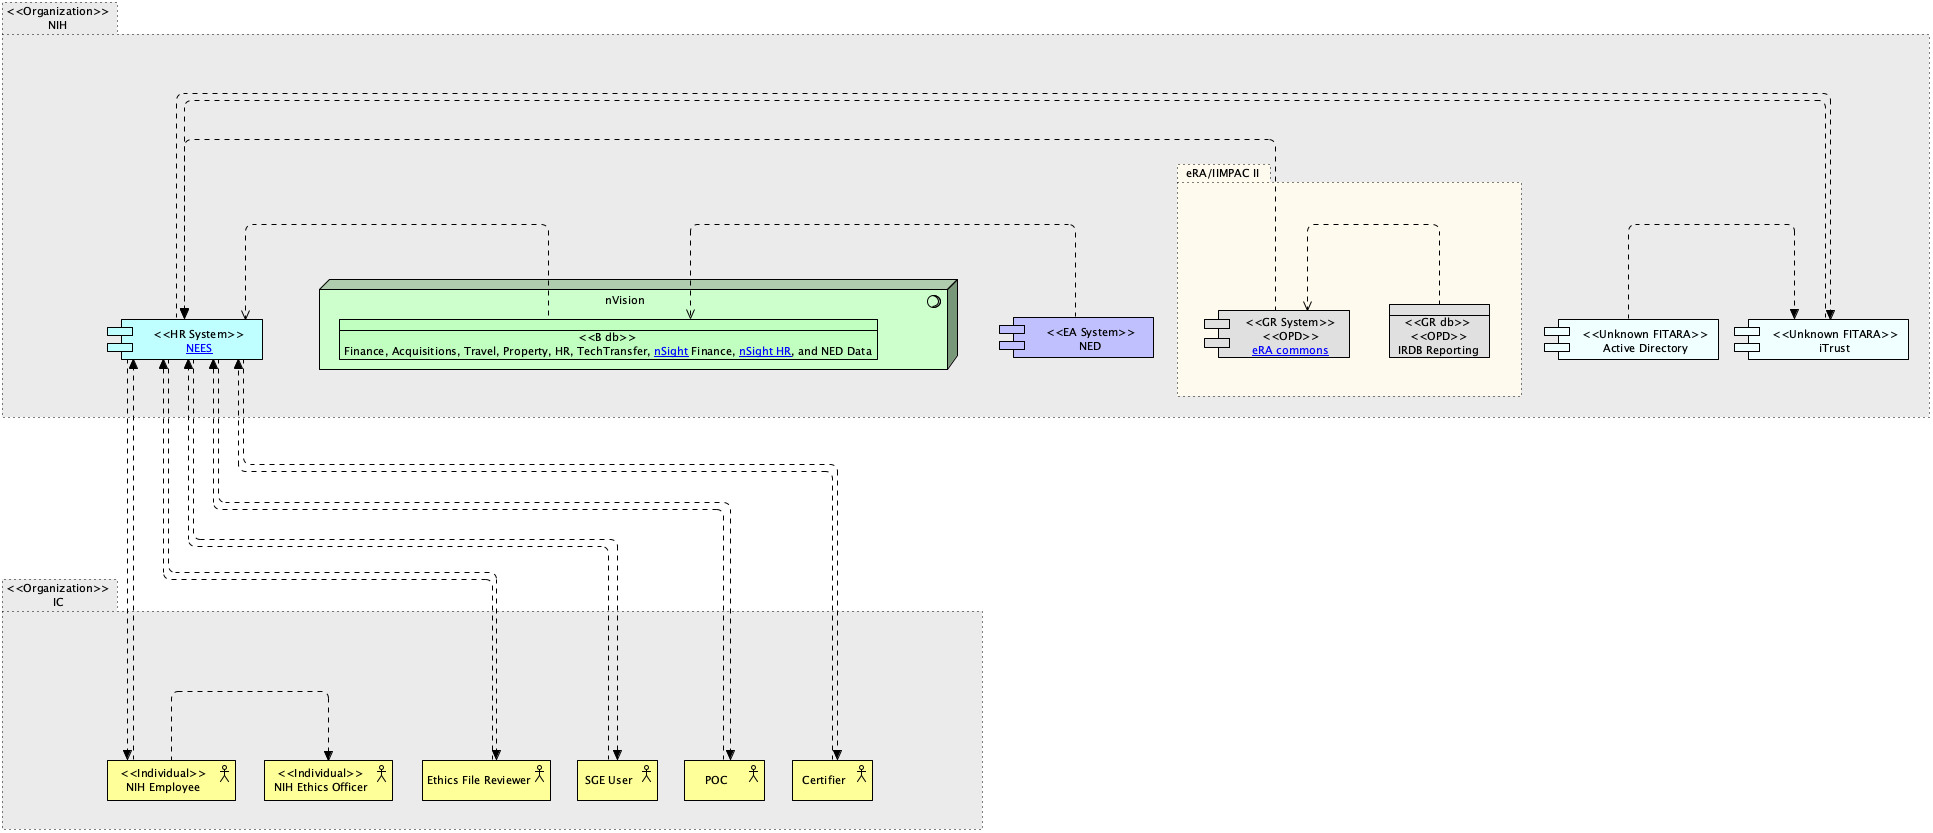 <<Organization>>
NIH
eRA/IIMPAC II
nVision
<<HR System>>
NEES
<<B db>>
Finance, Acquisitions, Travel, Property, HR, TechTransfer, nSight Finance, nSight HR, and NED Data
<<EA System>>
NED
<<GR System>>
<<OPD>>
eRA commons
<<GR db>>
<<OPD>>
IRDB Reporting
<<Unknown FITARA>>
Active Directory
<<Unknown FITARA>>
iTrust
<<Organization>>
IC
<<Individual>>
NIH Employee
<<Individual>>
NIH Ethics Officer
Ethics File Reviewer
SGE User
POC
Certifier